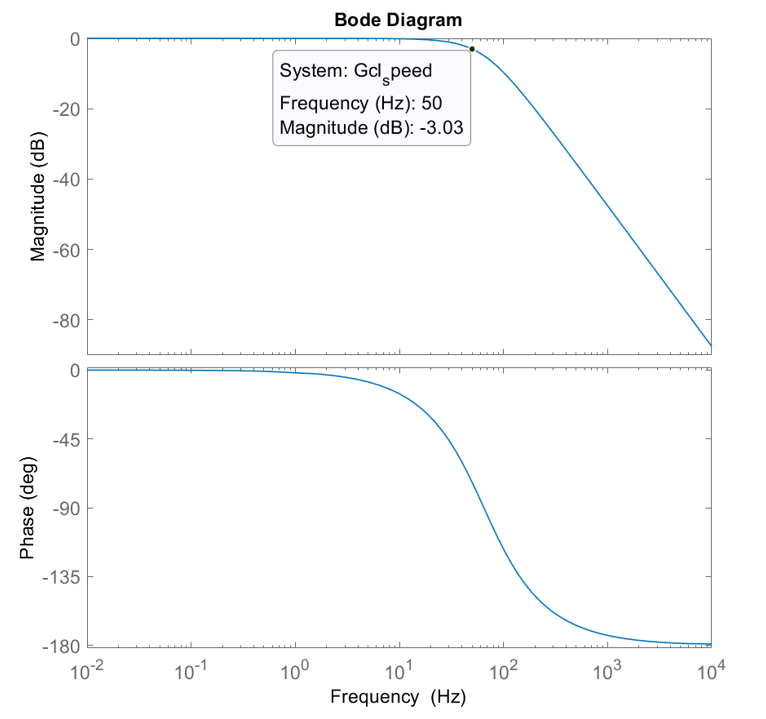 Bode Diagram
0
-20
-40
-60
-80
Magnitude (dB)
System: Gcl_speed
Frequency (Hz): 50
Magnitude (dB): -3.03
0
-45
-90
-135
-180
Phase (deg)
10^-2
10^-1
10^0
10^1
10^2
10^3
10^4
Frequency (Hz)